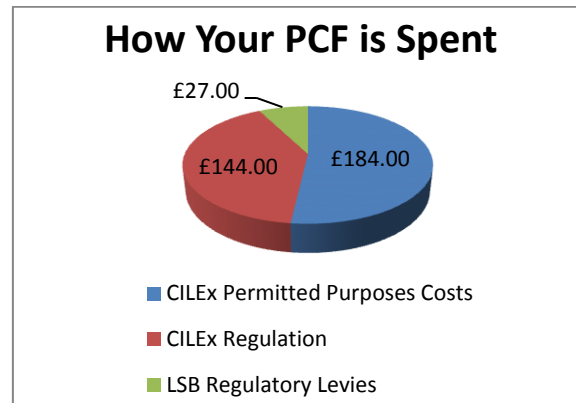 How Your PCF is Spent
£27.00
£144.00
£184.00
CILEx Permitted Purposes Costs
CILEx Regulation
LSB Regulatory Levies